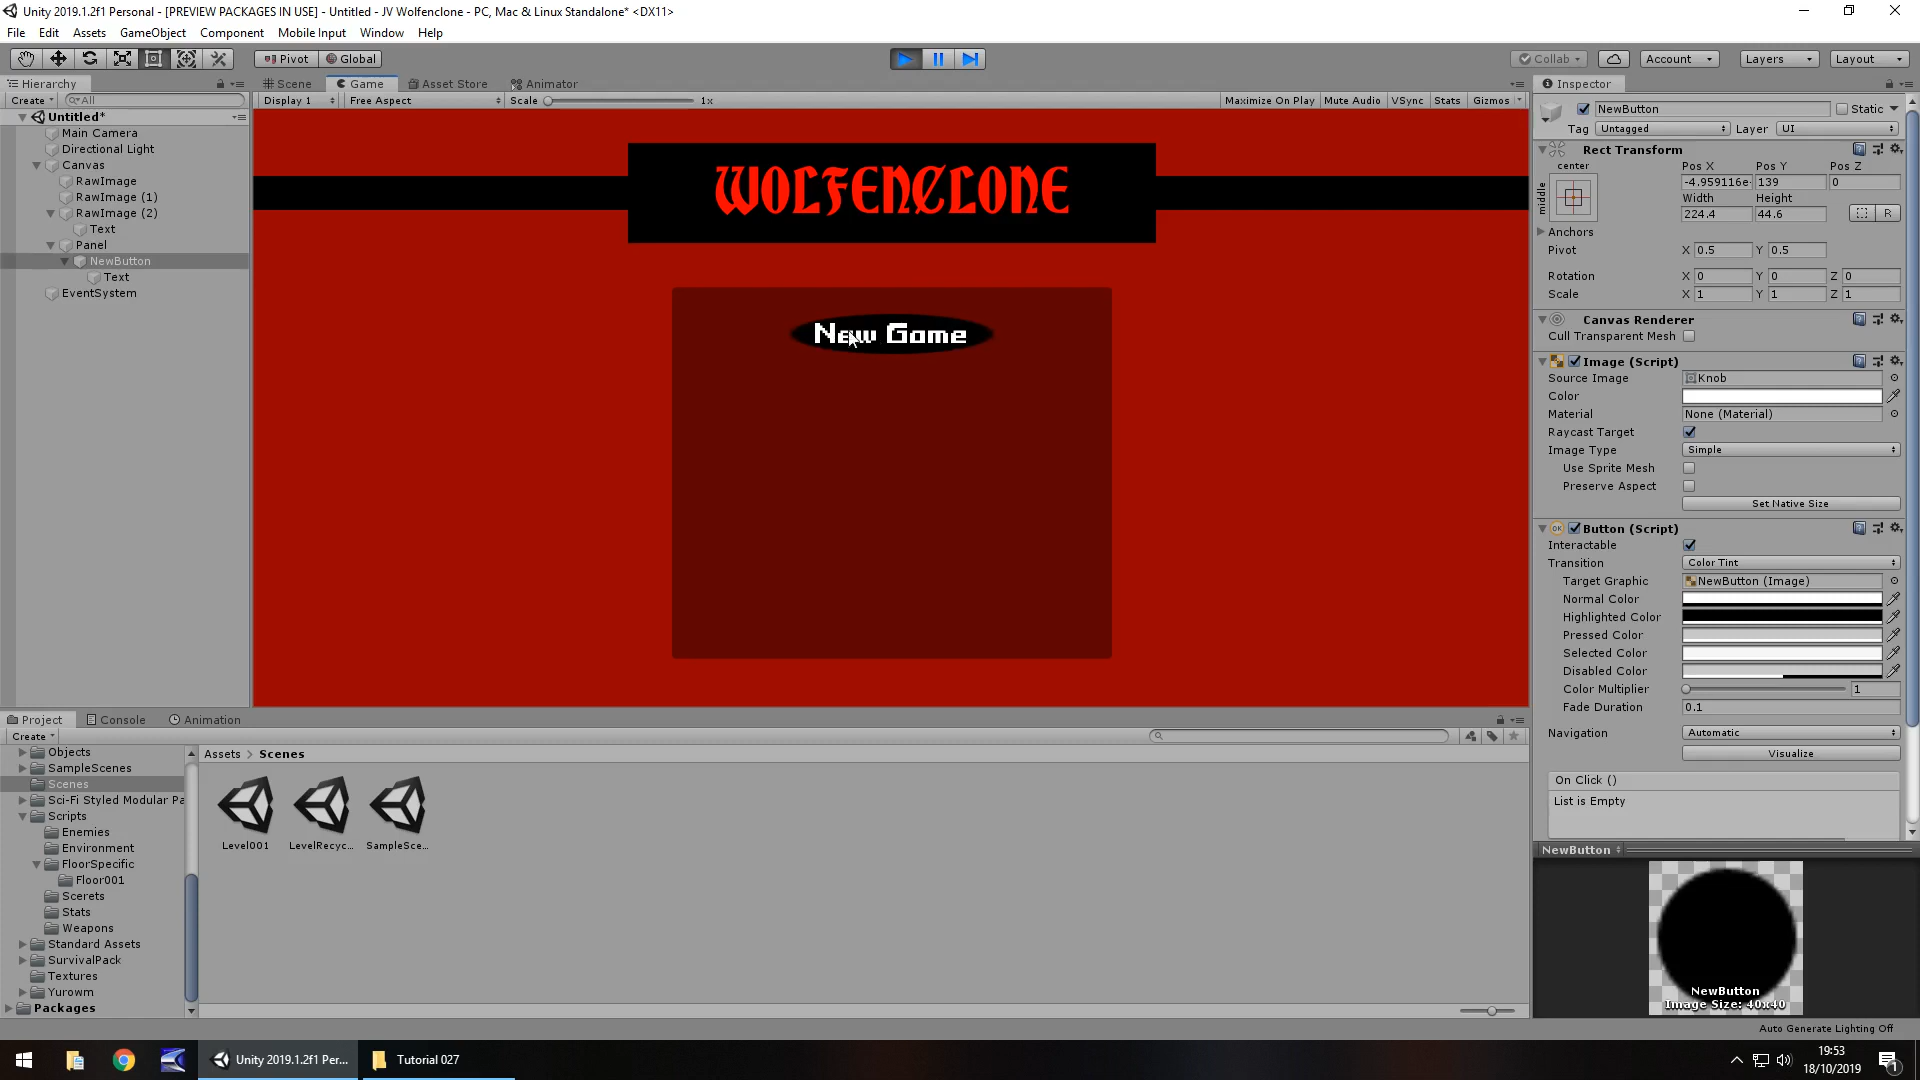 Unity 2019.1.2f1 Personal - [PREVIEW PACKAGES IN USE] - Untitled - JV Wolfenclone - PC, Mac & Linux Standalone* <DX11>
File Edit Assets GameObject Component Mobile Input Window Help
Pivot Global Collab Account Layers Layout
Hierarchy
Create All
Untitled*
Main Camera
Directional Light
Canvas
RawImage
RawImage (1)
RawImage (2)
Text
Panel
NewButton
Text
EventSystem
Scene Game Asset Store Animator
Display 1 Free Aspect Scale 1x Maximize On Play Mute Audio VSync Stats Gizmos
WOLFENCLONE
New Game
Inspector
NewButton Static
Tag Untagged Layer UI
Rect Transform
center Pos X Pos Y Pos Z
middle -4.959116e- 139 0
Width Height
224.4 44.6 R
Anchors
Pivot X 0.5 Y 0.5
Rotation X 0 Y 0 Z 0
Scale X 1 Y 1 Z 1
Canvas Renderer
Cull Transparent Mesh
Image (Script)
Source Image Knob
Color
Material None (Material)
Raycast Target
Image Type Simple
Use Sprite Mesh
Preserve Aspect
Set Native Size
Button (Script)
Interactable
Transition Color Tint
Target Graphic NewButton (Image)
Normal Color
Highlighted Color
Pressed Color
Selected Color
Disabled Color
Color Multiplier 1
Fade Duration 0.1
Navigation Automatic
Visualize
On Click ()
List is Empty
NewButton
NewButton
Image Size: 40x40
Project Console Animation
Create
Objects
SampleScenes
Scenes
Sci-Fi Styled Modular Pa
Scripts
Enemies
Environment
FloorSpecific
Floor001
Scerets
Stats
Weapons
Standard Assets
SurvivalPack
Textures
Yurowm
Packages
Assets > Scenes
Level001 LevelRecyc... SampleSce...
Auto Generate Lighting Off
Unity 2019.1.2f1 Per... Tutorial 027
19:53
18/10/2019
1